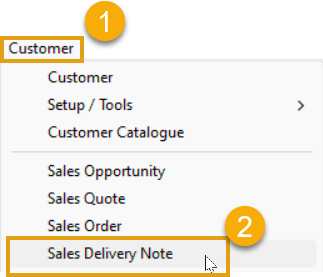 1
Customer
Customer
Setup / Tools
Customer Catalogue
Sales Opportunity
Sales Quote
Sales Order
2
Sales Delivery Note